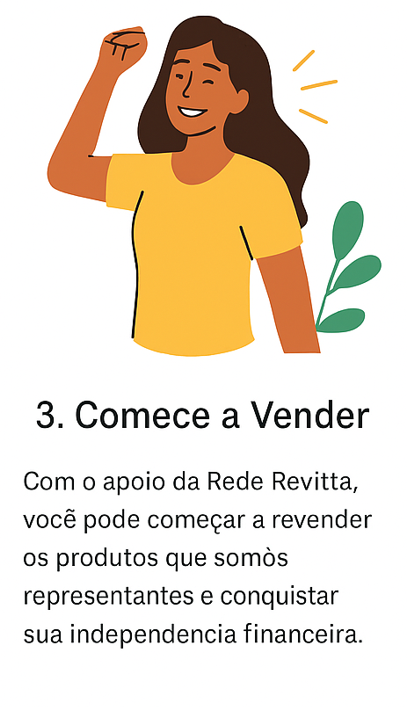 3. Comece a Vender
Com o apoio da Rede Revitta,
você pode começar a revender
os produtos que somòs
representantes e conquistar
sua independencia financeira.